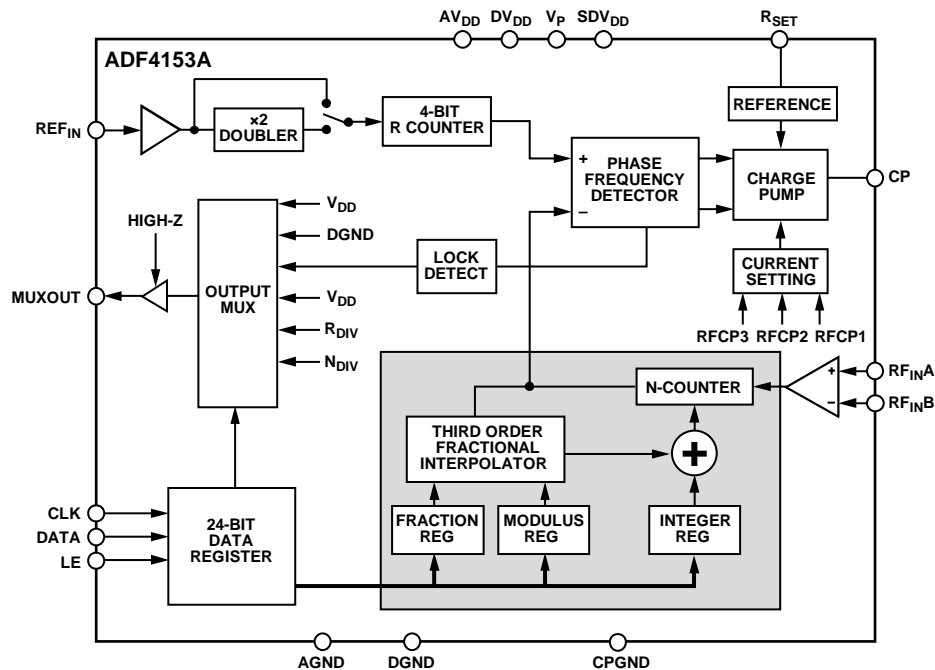 AVDD
DVDD
VP
SDVDD
RSET
ADF4153A
REFIN
×2
DOUBLER
4-BIT
R COUNTER
REFERENCE
+
–
PHASE
FREQUENCY
DETECTOR
CHARGE
PUMP
CP
HIGH-Z
MUXOUT
OUTPUT
MUX
VDD
DGND
LOCK
DETECT
VDD
RDIV
NDIV
CURRENT
SETTING
RFCP3
RFCP2
RFCP1
N-COUNTER
+
–
RFINA
RFINB
THIRD ORDER
FRACTIONAL
INTERPOLATOR
+
CLK
DATA
LE
24-BIT
DATA
REGISTER
FRACTION
REG
MODULUS
REG
INTEGER
REG
AGND
DGND
CPGND